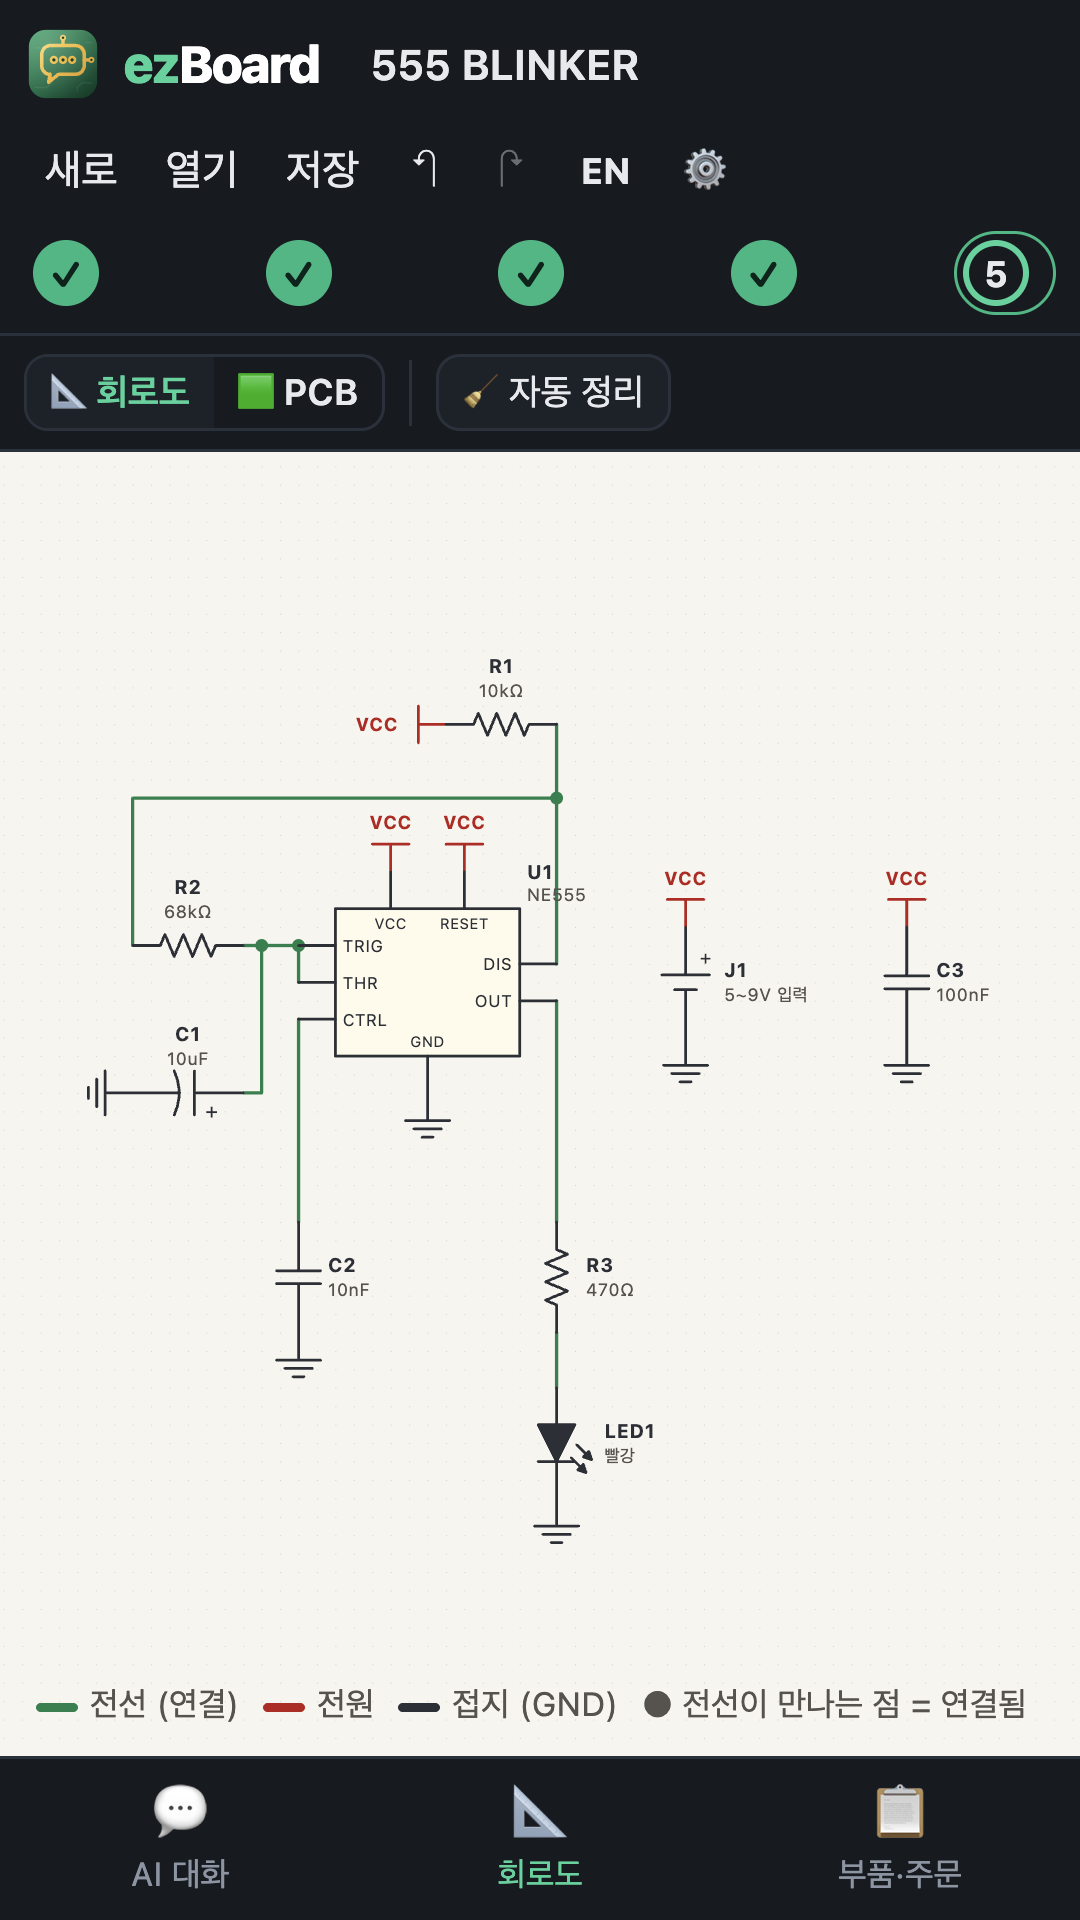 ezBoard 555 BLINKER
새로 열기 저장 EN
5
회로도 PCB 자동 정리
R1
10kΩ
VCC
VCC VCC
U1
NE555
VCC
VCC
R2
68kΩ
VCC RESET
TRIG
DIS
THR
OUT
CTRL
GND
+
J1
5~9V 입력
C3
100nF
C1
10uF
+
C2
10nF
R3
470Ω
LED1
빨강
전선 (연결) 전원 접지 (GND) 전선이 만나는 점 = 연결됨
AI 대화 회로도 부품·주문